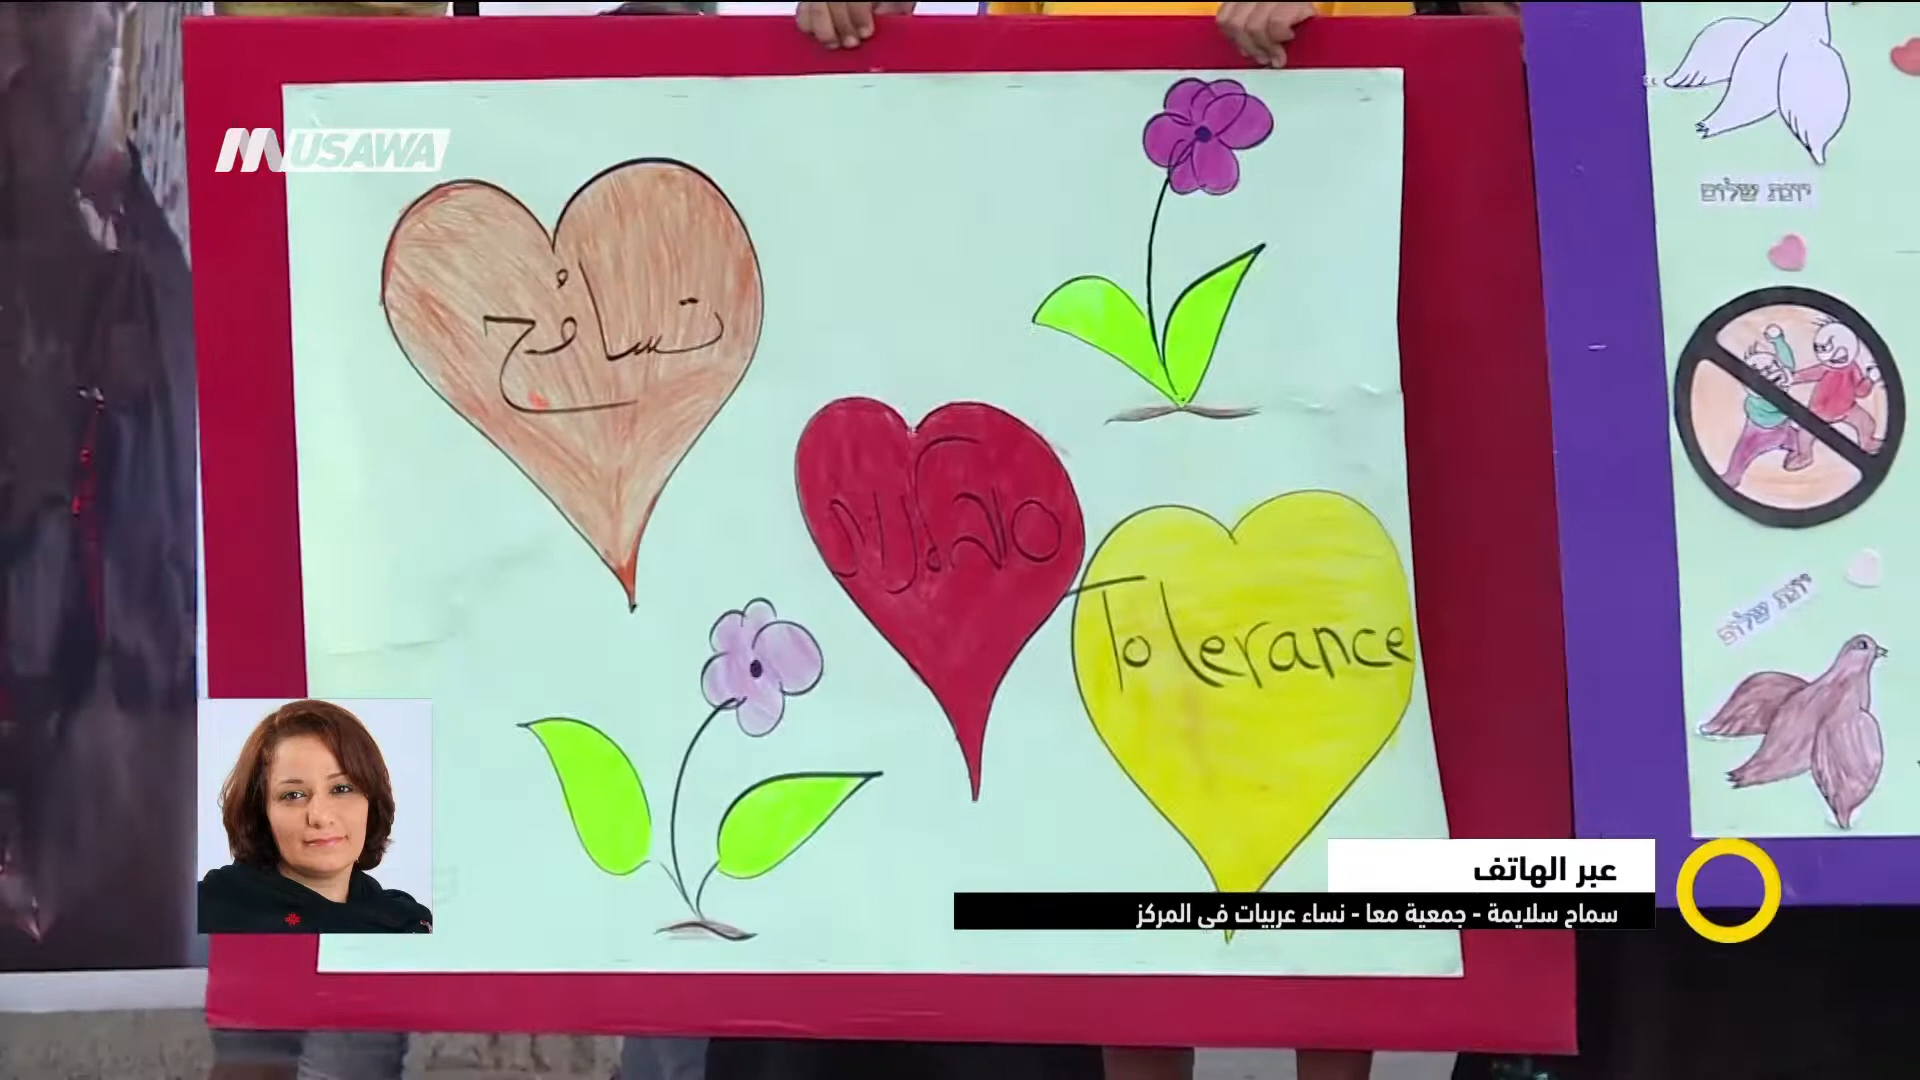 MUSAWA
تسامح
סובלנות
Tolerance
יונת שלום
יונת שלום
عبر الهاتف
سماح سلايمة - جمعية معا - نساء عربيات في المركز